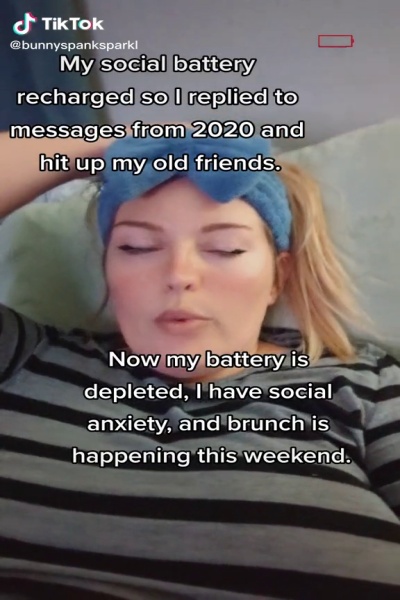 TikTok
@bunnyspanksparkl
My social battery
recharged so I replied to
messages from 2020 and
hit up my old friends.
Now my battery is
depleted, I have social
anxiety, and brunch is
happening this weekend.